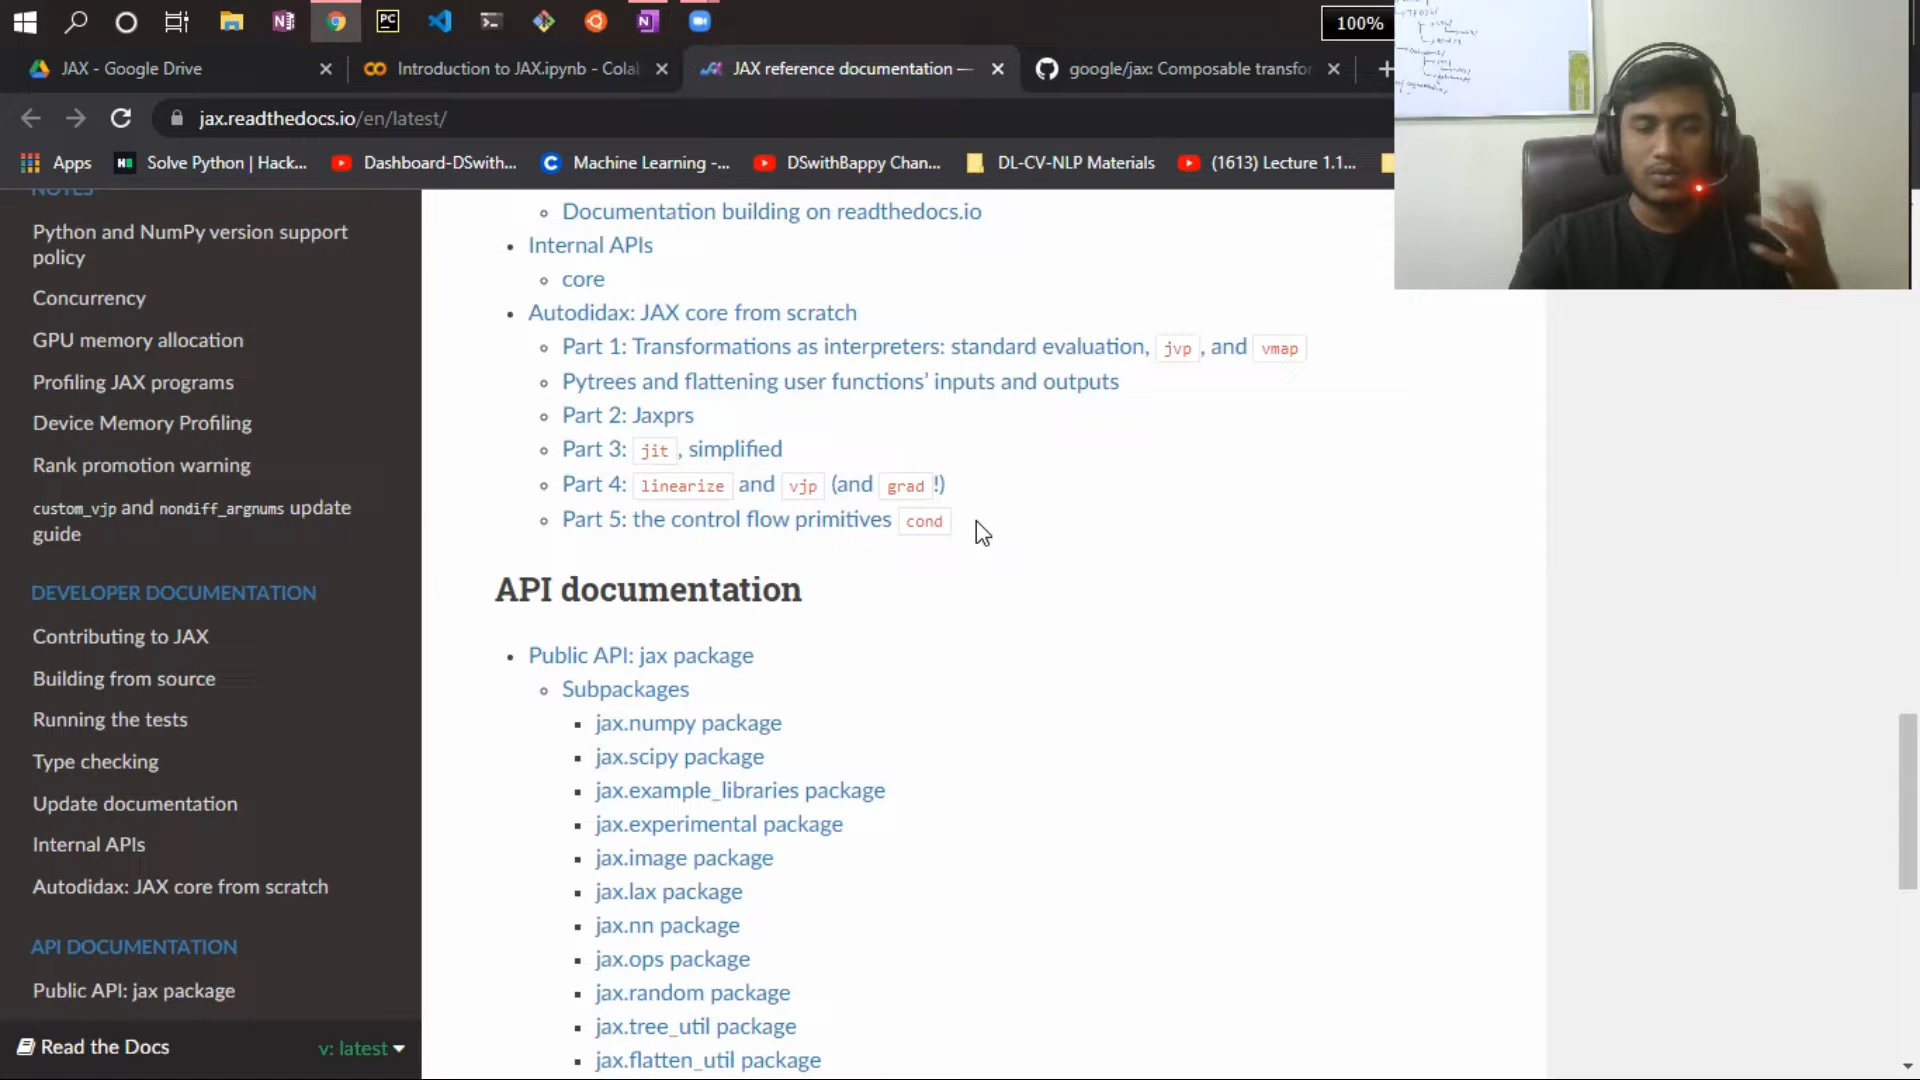 100%
JAX - Google Drive
Introduction to JAX.ipynb - Colal
JAX reference documentation —
google/jax: Composable transfor
jax.readthedocs.io/en/latest/
Apps
Solve Python | Hack...
Dashboard-DSwith...
Machine Learning -...
DSwithBappy Chan...
DL-CV-NLP Materials
(1613) Lecture 1.1...
NOTES
Python and NumPy version support
policy
Concurrency
GPU memory allocation
Profiling JAX programs
Device Memory Profiling
Rank promotion warning
custom_vjp and nondiff_argnums update
guide
DEVELOPER DOCUMENTATION
Contributing to JAX
Building from source
Running the tests
Type checking
Update documentation
Internal APIs
Autodidax: JAX core from scratch
API DOCUMENTATION
Public API: jax package
Read the Docs
v: latest
Documentation building on readthedocs.io
Internal APIs
core
Autodidax: JAX core from scratch
Part 1: Transformations as interpreters: standard evaluation, jvp, and vmap
Pytrees and flattening user functions’ inputs and outputs
Part 2: Jaxprs
Part 3: jit, simplified
Part 4: linearize and vjp (and grad!)
Part 5: the control flow primitives cond
API documentation
Public API: jax package
Subpackages
jax.numpy package
jax.scipy package
jax.example_libraries package
jax.experimental package
jax.image package
jax.lax package
jax.nn package
jax.ops package
jax.random package
jax.tree_util package
jax.flatten_util package